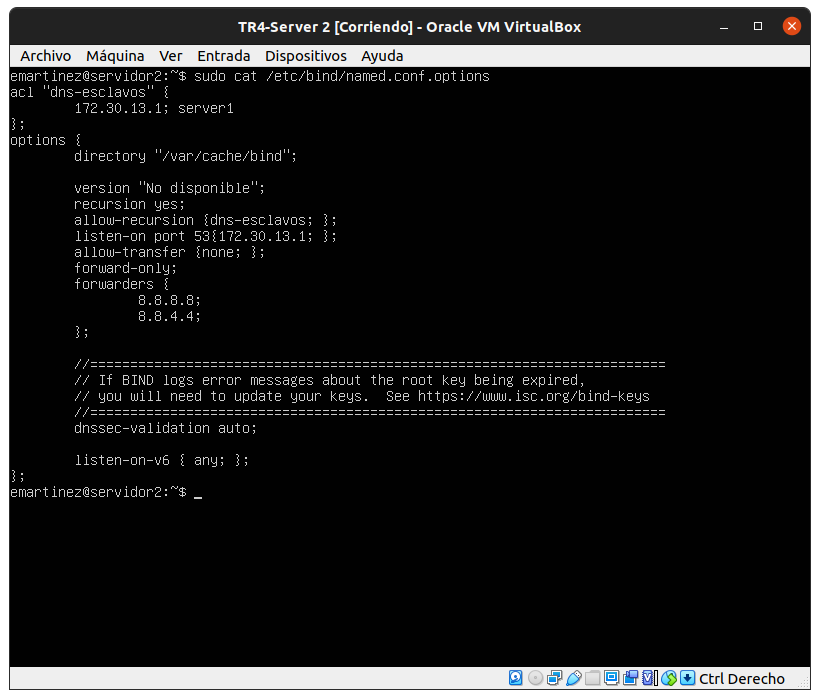 TR4-Server 2 [Corriendo] - Oracle VM VirtualBox
Archivo Máquina Ver Entrada Dispositivos Ayuda
emartinez@servidor2:~$ sudo cat /etc/bind/named.conf.options
acl "dns-esclavos" {
        172.30.13.1; server1
};
options {
        directory "/var/cache/bind";

        version "No disponible";
        recursion yes;
        allow-recursion {dns-esclavos; };
        listen-on port 53{172.30.13.1; };
        allow-transfer {none; };
        forward-only;
        forwarders {
                8.8.8.8;
                8.8.4.4;
        };

        //========================================================================
        // If BIND logs error messages about the root key being expired,
        // you will need to update your keys.  See https://www.isc.org/bind-keys
        //========================================================================
        dnssec-validation auto;

        listen-on-v6 { any; };
};
emartinez@servidor2:~$ _
Ctrl Derecho